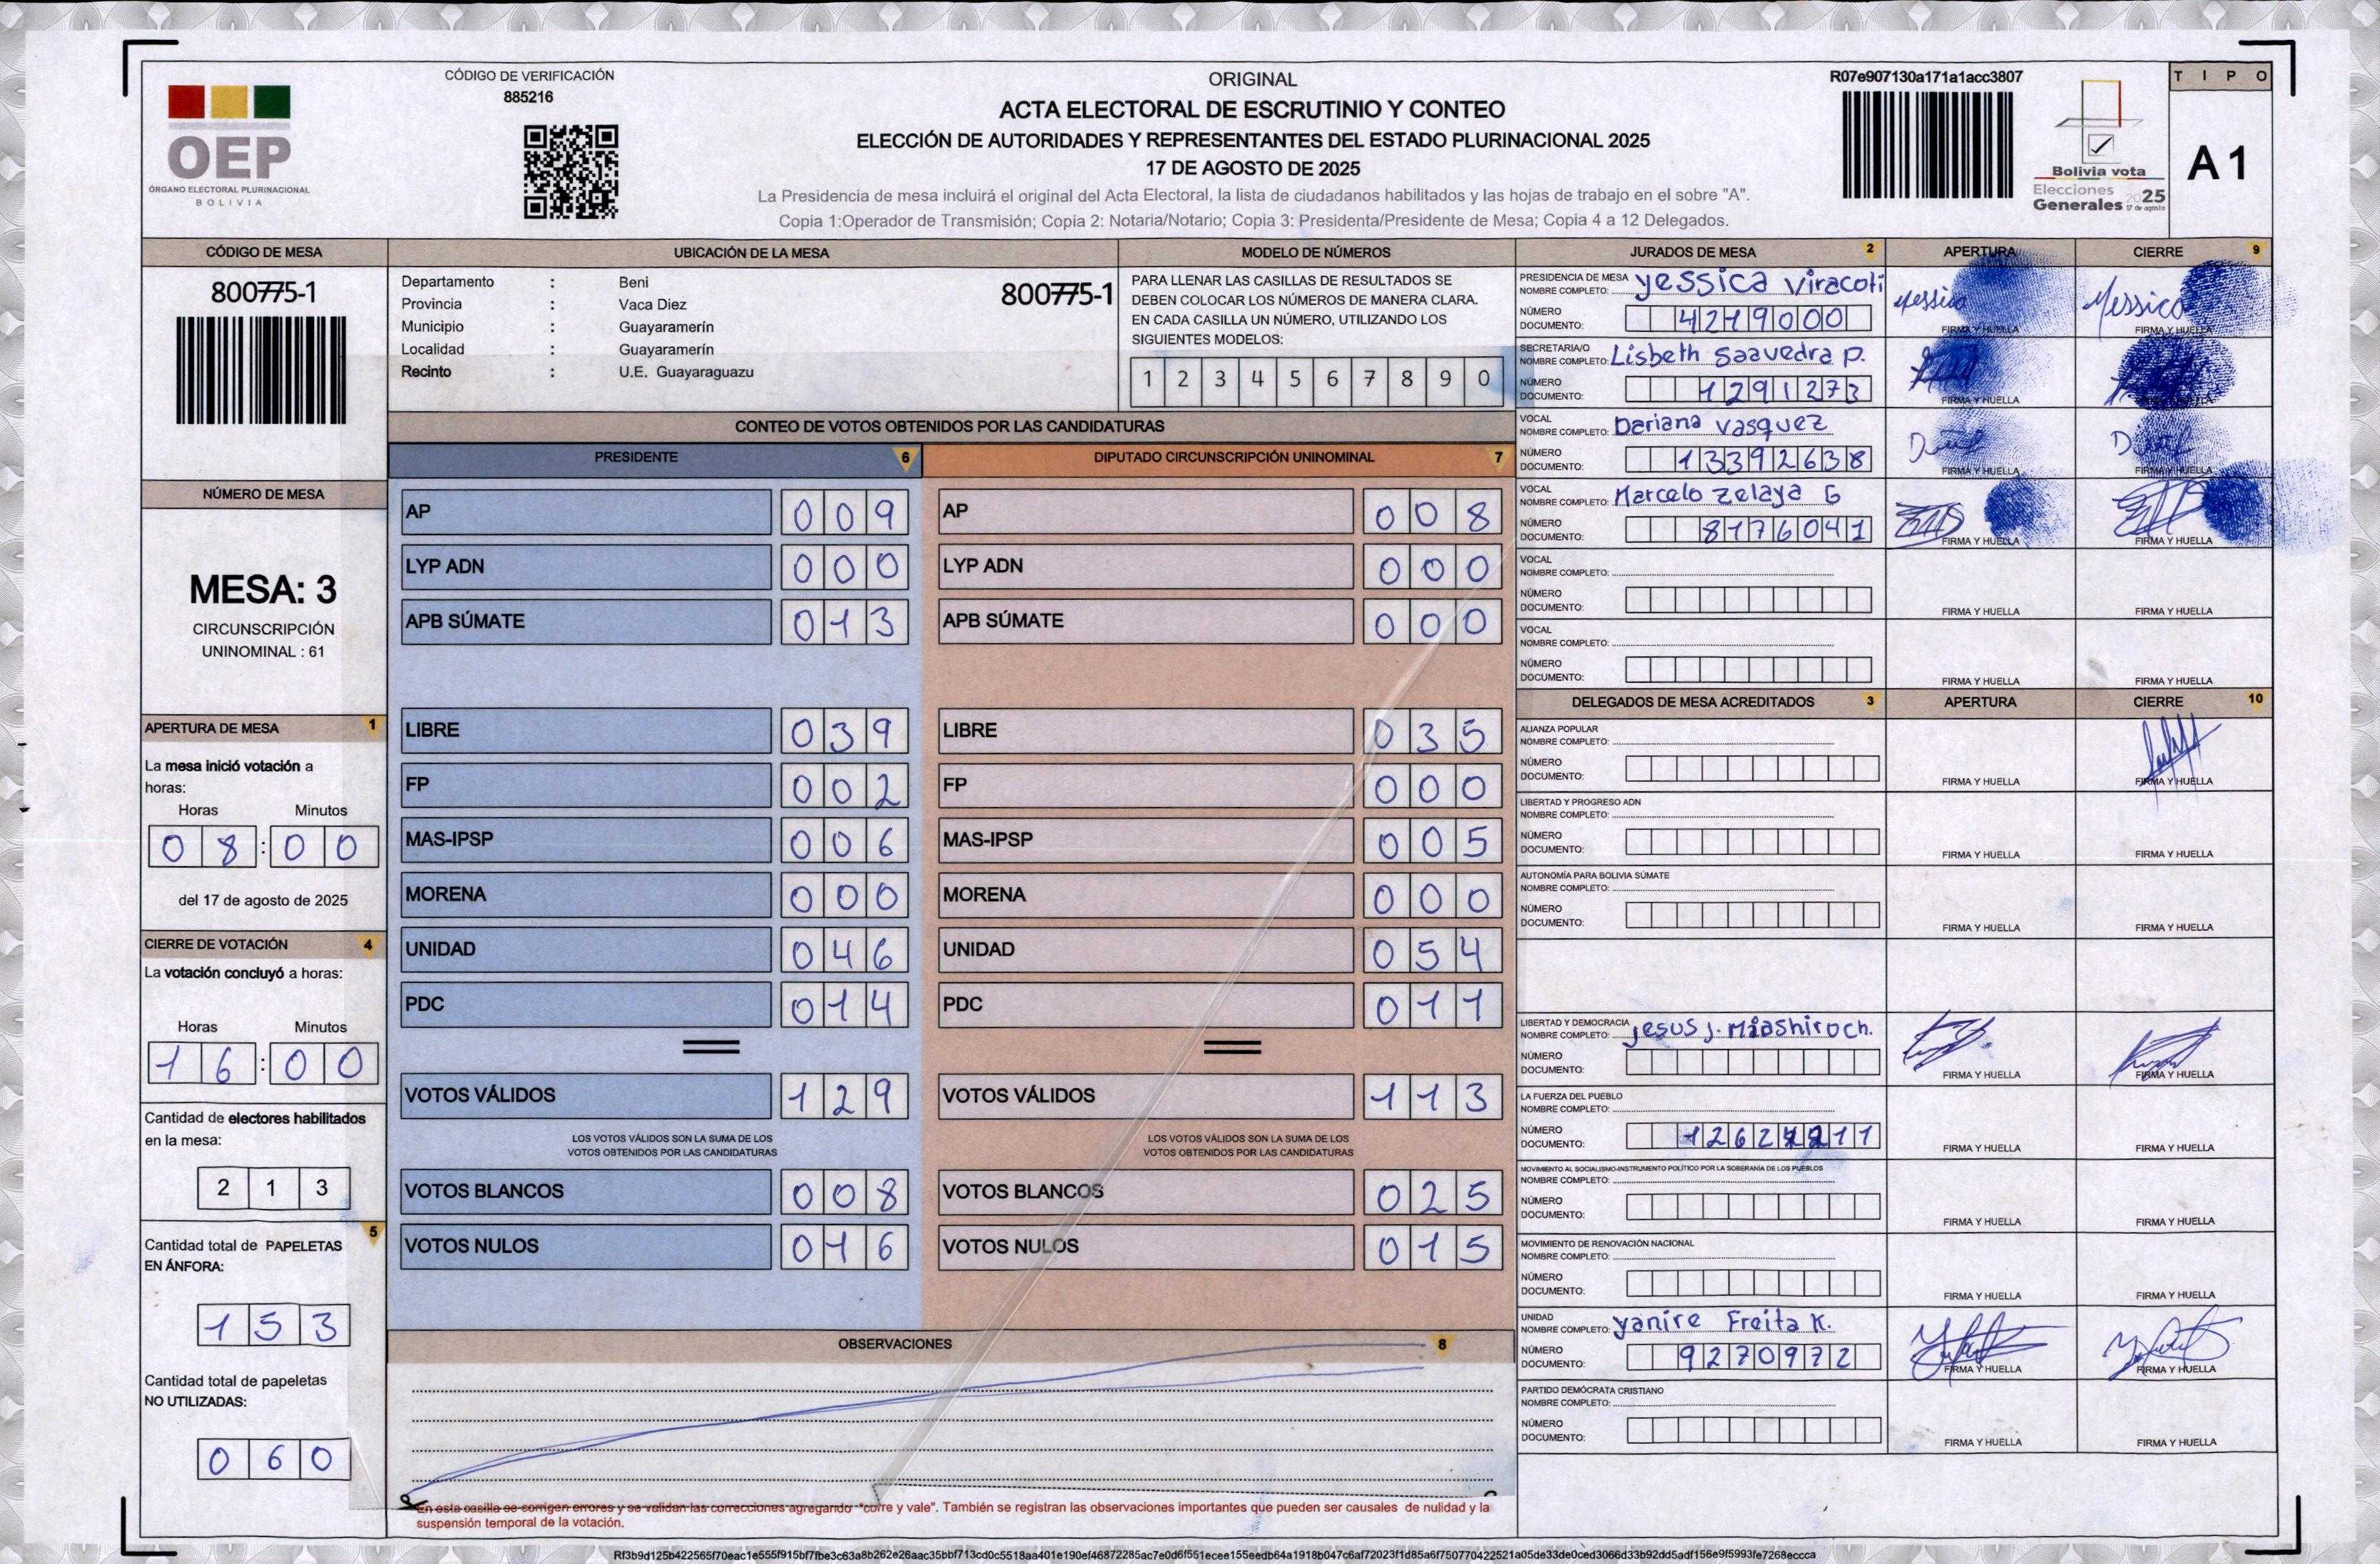 CÓDIGO DE VERIFICACIÓN
885216
OEP
ÓRGANO ELECTORAL PLURINACIONAL
BOLIVIA
ORIGINAL
ACTA ELECTORAL DE ESCRUTINIO Y CONTEO
ELECCIÓN DE AUTORIDADES Y REPRESENTANTES DEL ESTADO PLURINACIONAL 2025
17 DE AGOSTO DE 2025
La Presidencia de mesa incluirá el original del Acta Electoral, la lista de ciudadanos habilitados y las hojas de trabajo en el sobre "A".
Copia 1:Operador de Transmisión; Copia 2: Notaria/Notario; Copia 3: Presidenta/Presidente de Mesa; Copia 4 a 12 Delegados.
R07e907130a171a1acc3807
Bolivia vota
Elecciones
Generales 2025
17 de agosto
TIPO
A1
CÓDIGO DE MESA
800775-1
NÚMERO DE MESA
MESA: 3
CIRCUNSCRIPCIÓN
UNINOMINAL : 61
APERTURA DE MESA 1
La mesa inició votación a
horas:
Horas Minutos
08:00
del 17 de agosto de 2025
CIERRE DE VOTACIÓN 4
La votación concluyó a horas:
Horas Minutos
16:00
Cantidad de electores habilitados
en la mesa:
213
5
Cantidad total de PAPELETAS
EN ÁNFORA:
153
Cantidad total de papeletas
NO UTILIZADAS:
060
UBICACIÓN DE LA MESA
Departamento : Beni
800775-1
Provincia : Vaca Diez
Municipio : Guayaramerín
Localidad : Guayaramerín
Recinto : U.E. Guayaraguazu
MODELO DE NÚMEROS
PARA LLENAR LAS CASILLAS DE RESULTADOS SE
DEBEN COLOCAR LOS NÚMEROS DE MANERA CLARA.
EN CADA CASILLA UN NÚMERO, UTILIZANDO LOS
SIGUIENTES MODELOS:
1 2 3 4 5 6 7 8 9 0
CONTEO DE VOTOS OBTENIDOS POR LAS CANDIDATURAS
PRESIDENTE 6
AP 009
LYP ADN 000
APB SÚMATE 013
LIBRE 039
FP 002
MAS-IPSP 006
MORENA 000
UNIDAD 046
PDC 014
VOTOS VÁLIDOS 129
LOS VOTOS VÁLIDOS SON LA SUMA DE LOS
VOTOS OBTENIDOS POR LAS CANDIDATURAS
VOTOS BLANCOS 008
VOTOS NULOS 016
DIPUTADO CIRCUNSCRIPCIÓN UNINOMINAL 7
AP 008
LYP ADN 000
APB SÚMATE 000
LIBRE 035
FP 000
MAS-IPSP 005
MORENA 000
UNIDAD 054
PDC 011
VOTOS VÁLIDOS 113
LOS VOTOS VÁLIDOS SON LA SUMA DE LOS
VOTOS OBTENIDOS POR LAS CANDIDATURAS
VOTOS BLANCOS 025
VOTOS NULOS 015
OBSERVACIONES 8
En esta casilla se corrigen errores y se validan las correcciones agregando "corre y vale". También se registran las observaciones importantes que pueden ser causales de nulidad y la
suspensión temporal de la votación.
JURADOS DE MESA 2 APERTURA CIERRE 9
PRESIDENCIA DE MESA
NOMBRE COMPLETO: yessica Viracoti
NÚMERO
DOCUMENTO: 4219000
Yessica Yessica
FIRMA Y HUELLA FIRMA Y HUELLA
SECRETARIA/O
NOMBRE COMPLETO: Lisbeth Saavedra p.
NÚMERO
DOCUMENTO: 1291273
FIRMA Y HUELLA FIRMA Y HUELLA
VOCAL
NOMBRE COMPLETO: Dariana Vasquez
NÚMERO
DOCUMENTO: 13392638
FIRMA Y HUELLA FIRMA Y HUELLA
VOCAL
NOMBRE COMPLETO: Marcelo Zelaya G
NÚMERO
DOCUMENTO: 8176041
FIRMA Y HUELLA FIRMA Y HUELLA
VOCAL
NOMBRE COMPLETO:
NÚMERO
DOCUMENTO:
FIRMA Y HUELLA FIRMA Y HUELLA
VOCAL
NOMBRE COMPLETO:
NÚMERO
DOCUMENTO:
FIRMA Y HUELLA FIRMA Y HUELLA
DELEGADOS DE MESA ACREDITADOS 3 APERTURA CIERRE 10
ALIANZA POPULAR
NOMBRE COMPLETO:
NÚMERO
DOCUMENTO:
FIRMA Y HUELLA FIRMA Y HUELLA
LIBERTAD Y PROGRESO ADN
NOMBRE COMPLETO:
NÚMERO
DOCUMENTO:
FIRMA Y HUELLA FIRMA Y HUELLA
AUTONOMÍA PARA BOLIVIA SÚMATE
NOMBRE COMPLETO:
NÚMERO
DOCUMENTO:
FIRMA Y HUELLA FIRMA Y HUELLA
LIBERTAD Y DEMOCRACIA
NOMBRE COMPLETO: jesus J. Miashiro ch.
NÚMERO
DOCUMENTO:
FIRMA Y HUELLA FIRMA Y HUELLA
LA FUERZA DEL PUEBLO
NOMBRE COMPLETO:
NÚMERO
DOCUMENTO:
FIRMA Y HUELLA FIRMA Y HUELLA
MOVIMIENTO AL SOCIALISMO-INSTRUMENTO POLÍTICO POR LA SOBERANÍA DE LOS PUEBLOS
NOMBRE COMPLETO:
NÚMERO
DOCUMENTO:
FIRMA Y HUELLA FIRMA Y HUELLA
MOVIMIENTO DE RENOVACIÓN NACIONAL
NOMBRE COMPLETO:
NÚMERO
DOCUMENTO:
FIRMA Y HUELLA FIRMA Y HUELLA
UNIDAD
NOMBRE COMPLETO: yanire Freita K.
NÚMERO
DOCUMENTO: 9270972
FIRMA Y HUELLA FIRMA Y HUELLA
PARTIDO DEMÓCRATA CRISTIANO
NOMBRE COMPLETO:
NÚMERO
DOCUMENTO:
FIRMA Y HUELLA FIRMA Y HUELLA